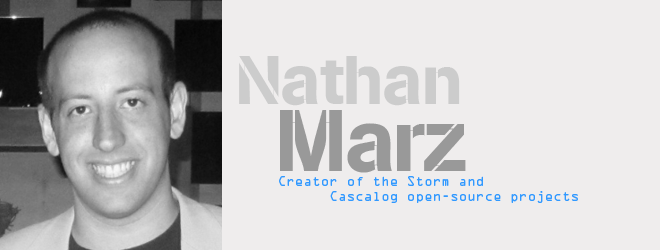 Nathan
Marz
Creator of the Storm and
Cascalog open-source projects